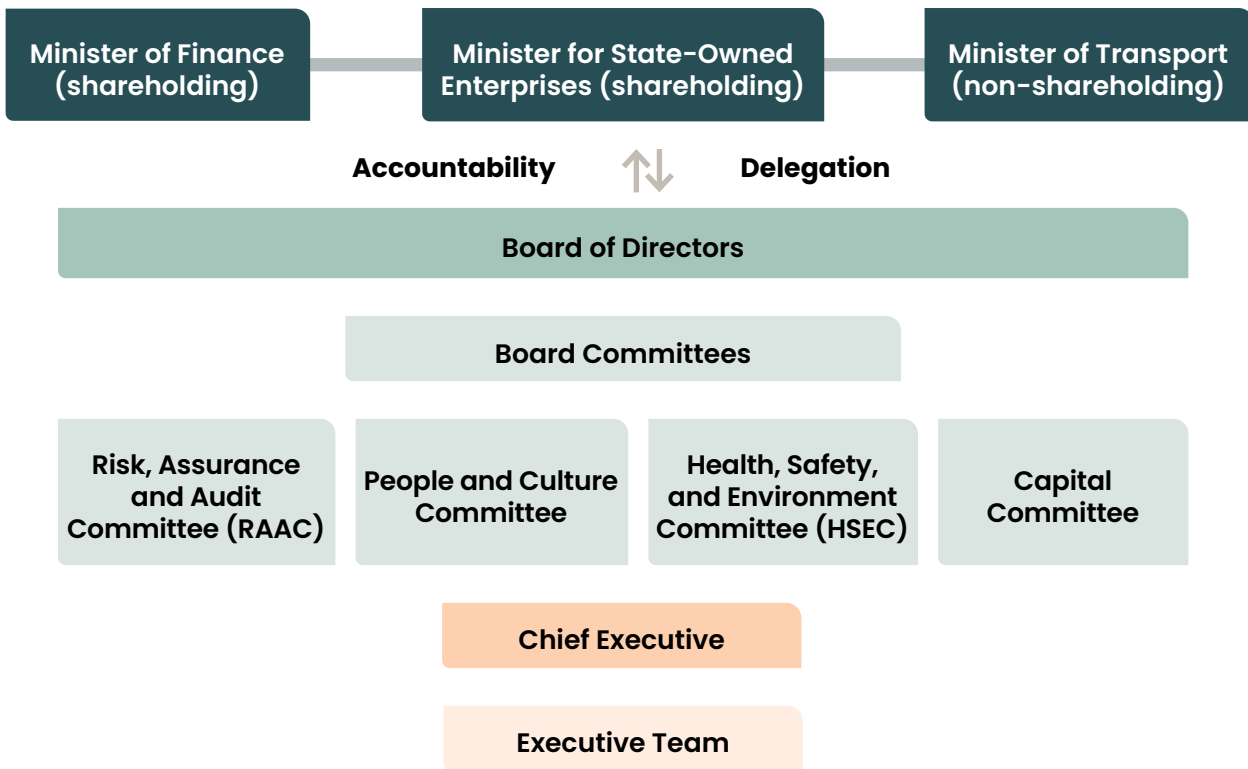 Minister of Finance
(shareholding)
Minister for State-Owned
Enterprises (shareholding)
Minister of Transport
(non-shareholding)
Accountability
Delegation
Board of Directors
Board Committees
Risk, Assurance
and Audit
Committee (RAAC)
People and Culture
Committee
Health, Safety,
and Environment
Committee (HSEC)
Capital
Committee
Chief Executive
Executive Team